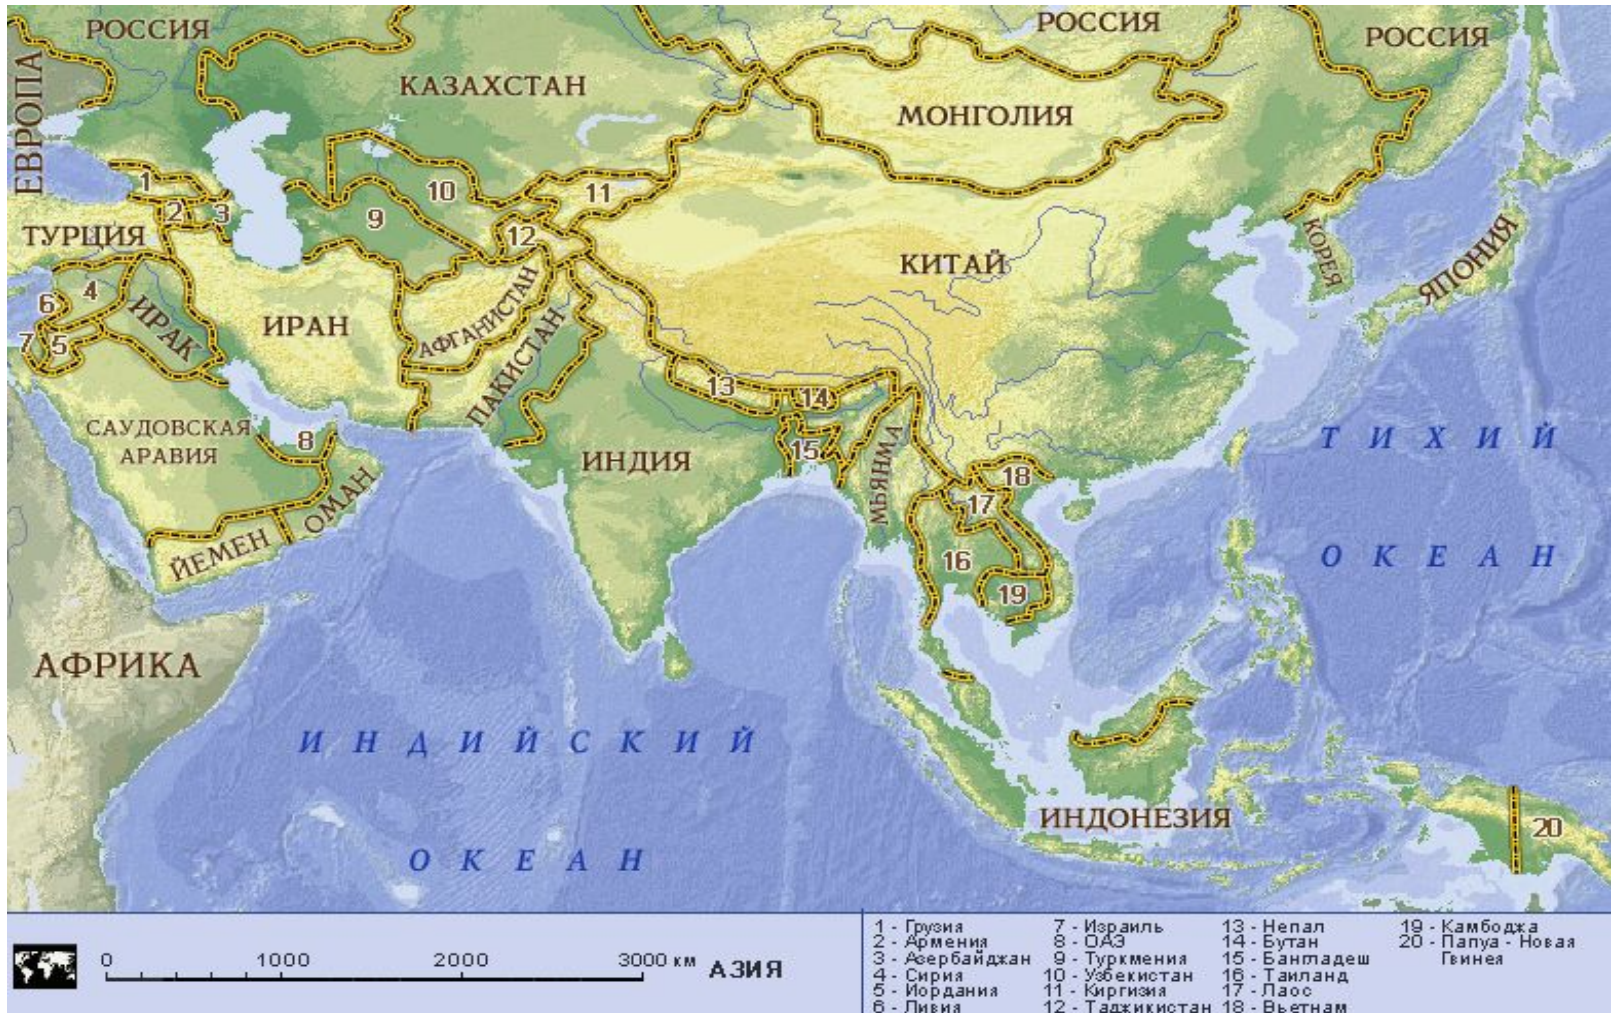 РОССИЯ
РОССИЯ
РОССИЯ
ЕВРОПА
КАЗАХСТАН
МОНГОЛИЯ
1
10
11
2
3
9
12
ТУРЦИЯ
КИТАЙ
КОРЕЯ
ЯПОНИЯ
4
6
ИРАК
ИРАН
АФГАНИСТАН
ПАКИСТАН
7
5
13
14
САУДОВСКАЯ
АРАВИЯ
8
15
ИНДИЯ
МЬЯНМА
18
17
ОМАН
ЙЕМЕН
16
19
ТИХИЙ
ОКЕАН
АФРИКА
ИНДИЙСКИЙ
ОКЕАН
ИНДОНЕЗИЯ
20
0 1000 2000 3000 км
АЗИЯ
1 - Грузия
2 - Армения
3 - Азербайджан
4 - Сирия
5 - Иордания
6 - Ливия
7 - Израиль
8 - ОАЭ
9 - Туркмения
10 - Узбекистан
11 - Киргизия
12 - Таджикистан
13 - Непал
14 - Бутан
15 - Бангладеш
16 - Таиланд
17 - Лаос
18 - Вьетнам
19 - Камбоджа
20 - Папуа - Новая
Гвинея